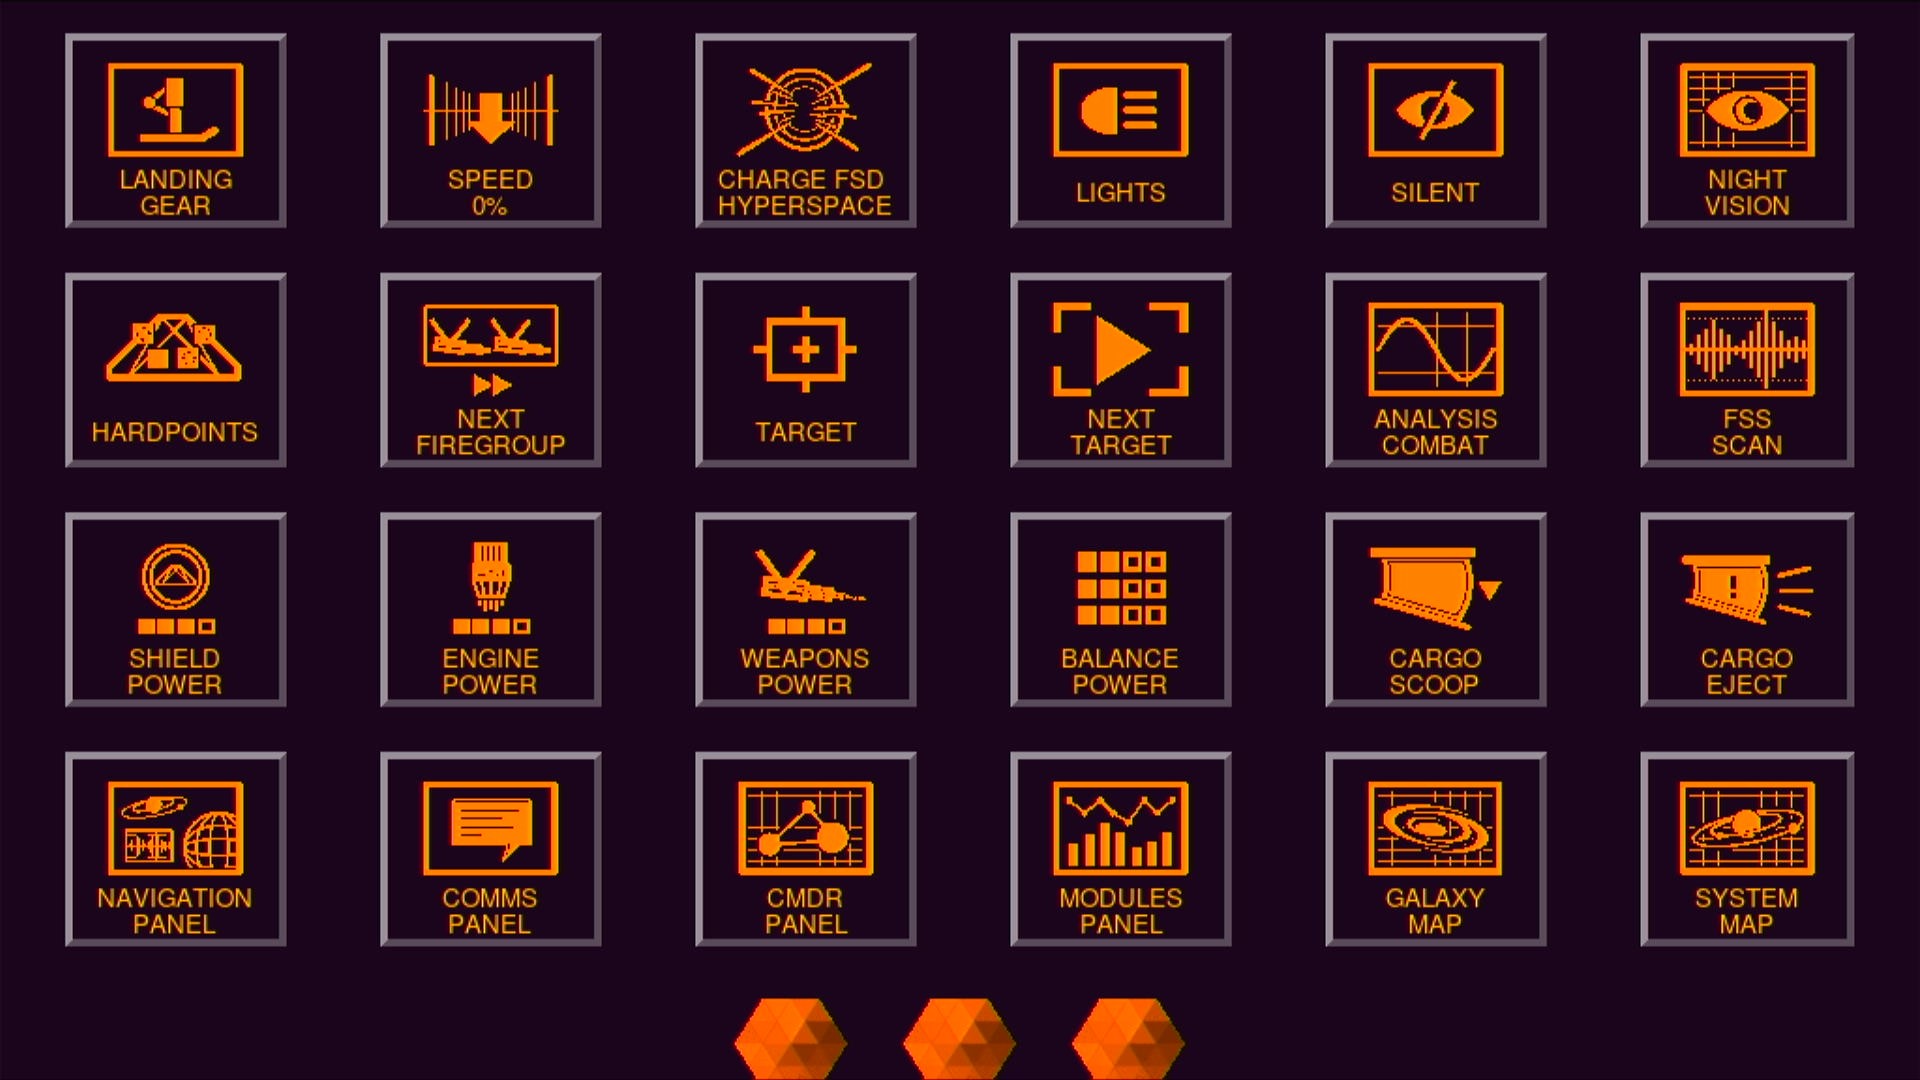 LANDING
GEAR
SPEED
0%
CHARGE FSD
HYPERSPACE
LIGHTS
SILENT
NIGHT
VISION
HARDPOINTS
NEXT
FIREGROUP
TARGET
NEXT
TARGET
ANALYSIS
COMBAT
FSS
SCAN
SHIELD
POWER
ENGINE
POWER
WEAPONS
POWER
BALANCE
POWER
CARGO
SCOOP
CARGO
EJECT
NAVIGATION
PANEL
COMMS
PANEL
CMDR
PANEL
MODULES
PANEL
GALAXY
MAP
SYSTEM
MAP